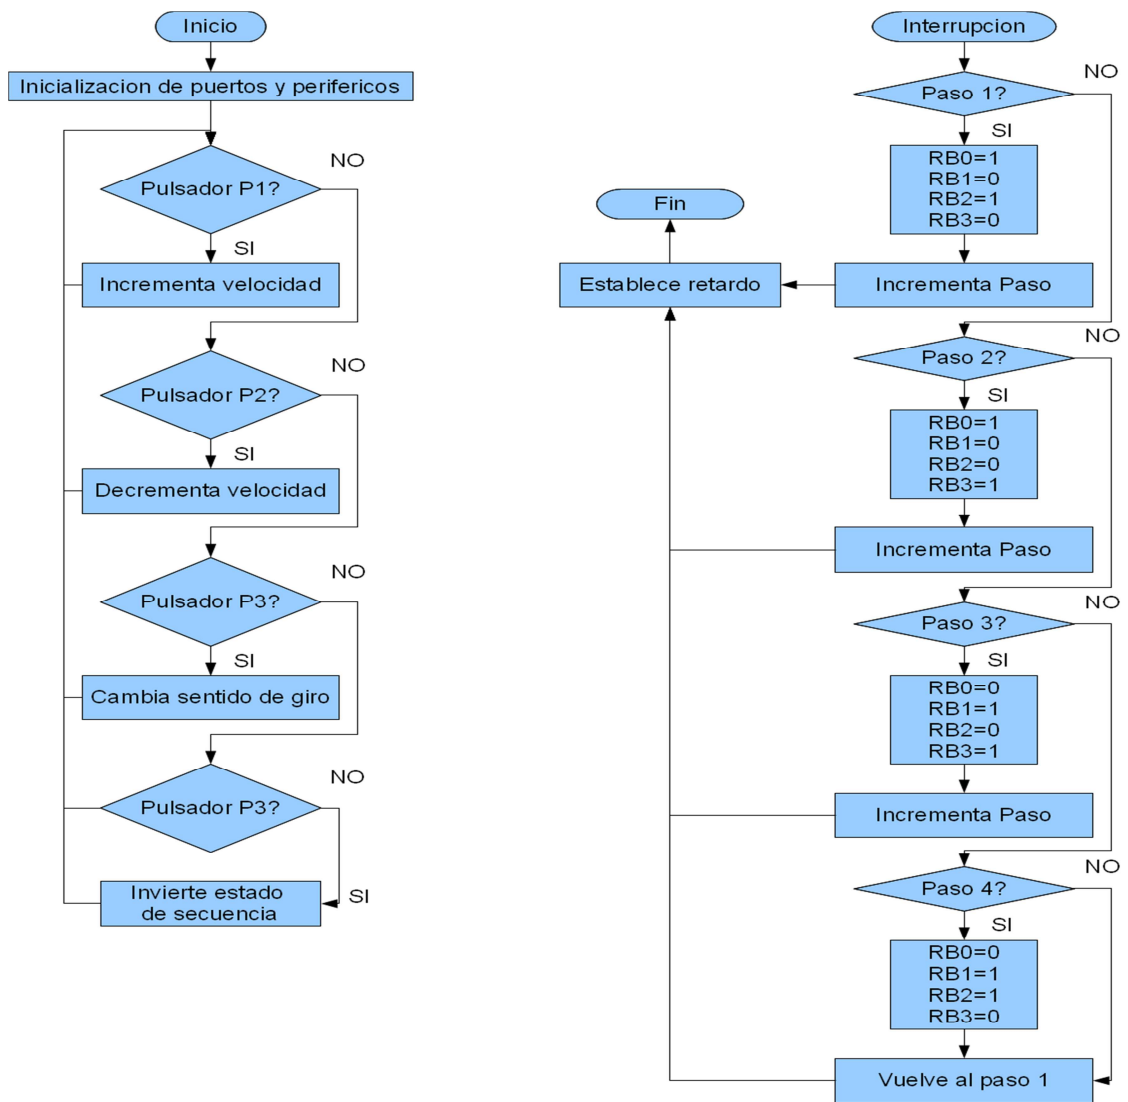 Inicio
Inicializacion de puertos y perifericos
NO
Pulsador P1?
SI
Incrementa velocidad
NO
Pulsador P2?
SI
Decrementa velocidad
NO
Pulsador P3?
SI
Cambia sentido de giro
NO
Pulsador P3?
SI
Invierte estado
de secuencia
Interrupcion
NO
Paso 1?
SI
RB0=1
RB1=0
RB2=1
RB3=0
Fin
Establece retardo
Incrementa Paso
NO
Paso 2?
SI
RB0=1
RB1=0
RB2=0
RB3=1
Incrementa Paso
NO
Paso 3?
SI
RB0=0
RB1=1
RB2=0
RB3=1
Incrementa Paso
NO
Paso 4?
SI
RB0=0
RB1=1
RB2=1
RB3=0
Vuelve al paso 1